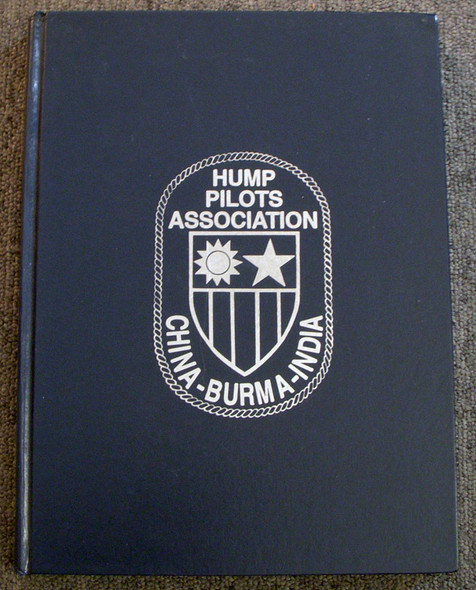 HUMP
PILOTS
ASSOCIATION
CHINA-BURMA-INDIA